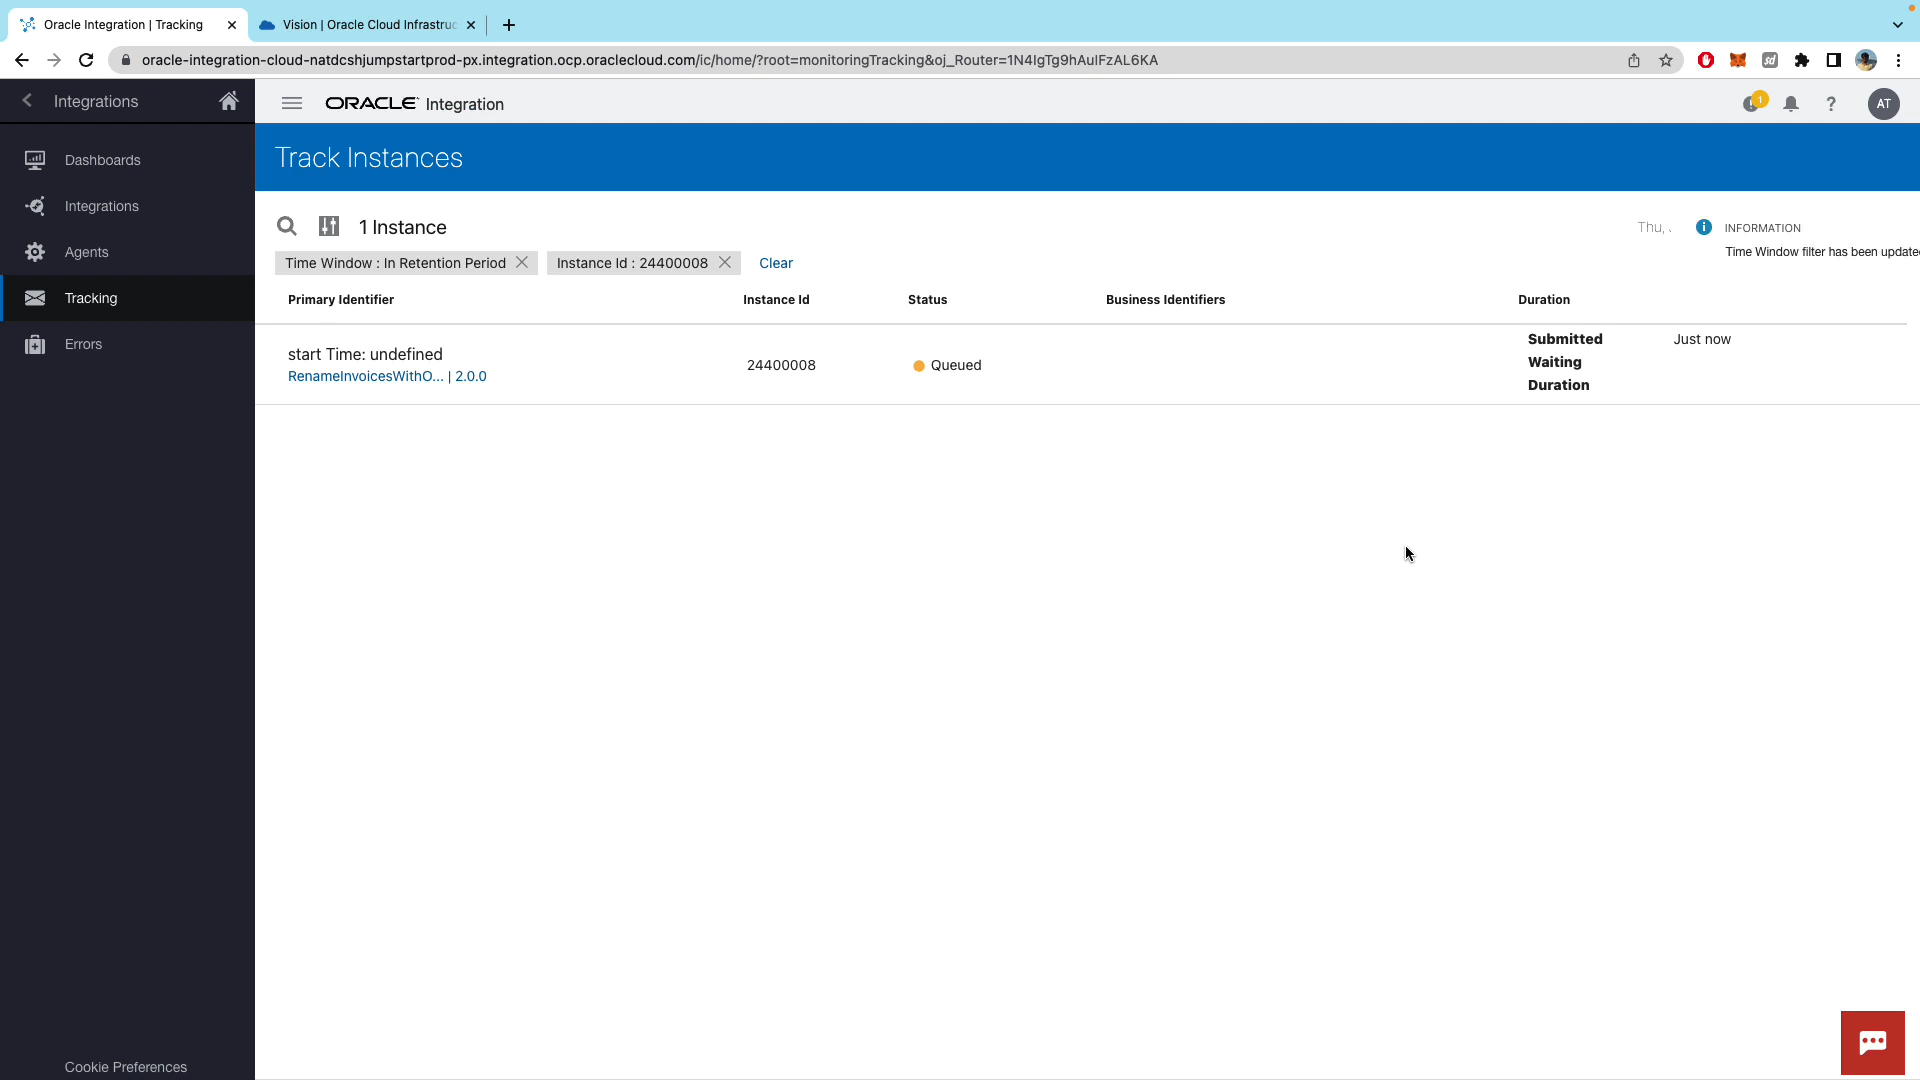 Oracle Integration | Tracking
Vision | Oracle Cloud Infrastruc
oracle-integration-cloud-natdcshjumpstartprod-px.integration.ocp.oraclecloud.com/ic/home/?root=monitoringTracking&oj_Router=1N4IgTg9hAuIFzAL6KA
Integrations
ORACLE Integration
1
AT
Dashboards
Integrations
Agents
Tracking
Errors
Cookie Preferences
Track Instances
1 Instance
Thu,
INFORMATION
Time Window filter has been update
Time Window : In Retention Period
Instance Id : 24400008
Clear
Primary Identifier
Instance Id
Status
Business Identifiers
Duration
start Time: undefined
RenameInvoicesWithO... | 2.0.0
24400008
Queued
Submitted
Just now
Waiting
Duration